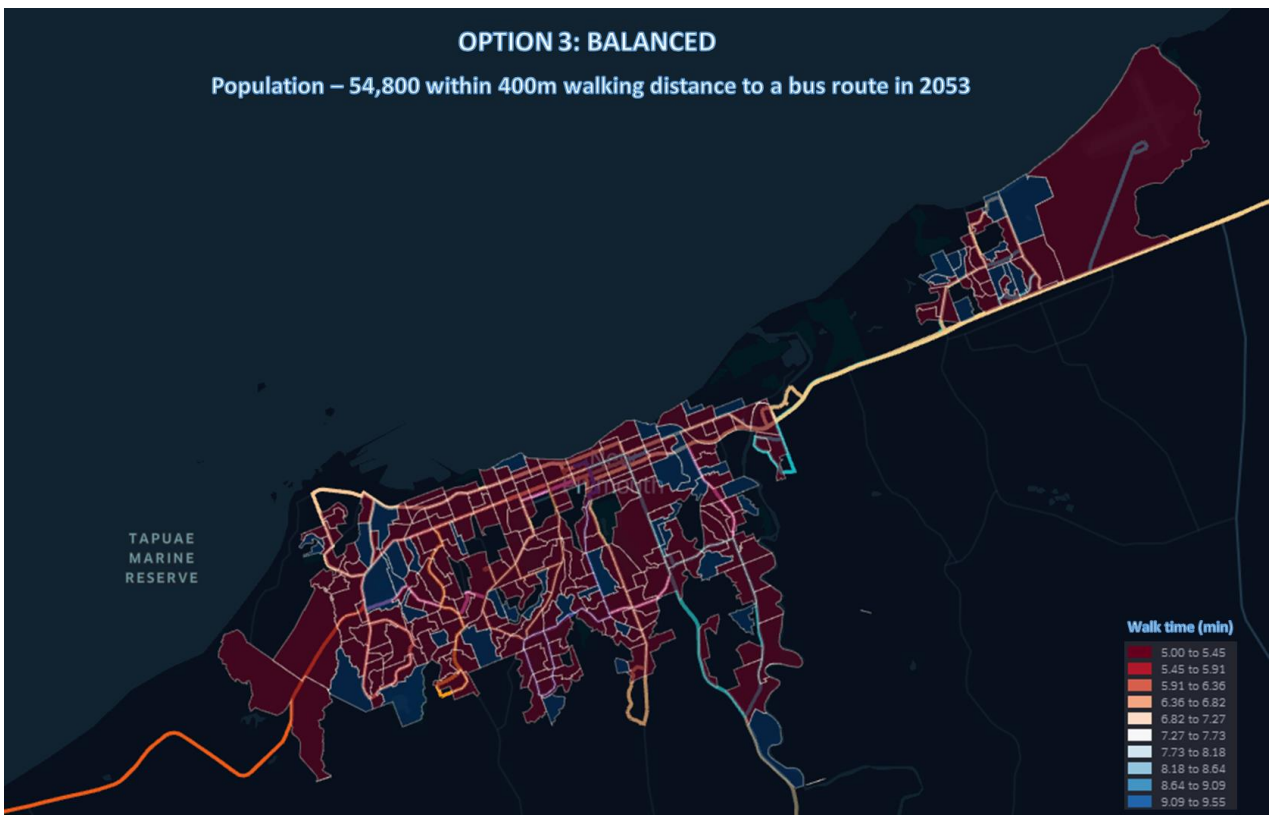 OPTION 3: BALANCED
Population – 54,800 within 400m walking distance to a bus route in 2053
TAPUAE
MARINE
RESERVE
Walk time (min)
5.00 to 5.45
5.45 to 5.91
5.91 to 6.36
6.36 to 6.82
6.82 to 7.27
7.27 to 7.73
7.73 to 8.18
8.18 to 8.64
8.64 to 9.09
9.09 to 9.55